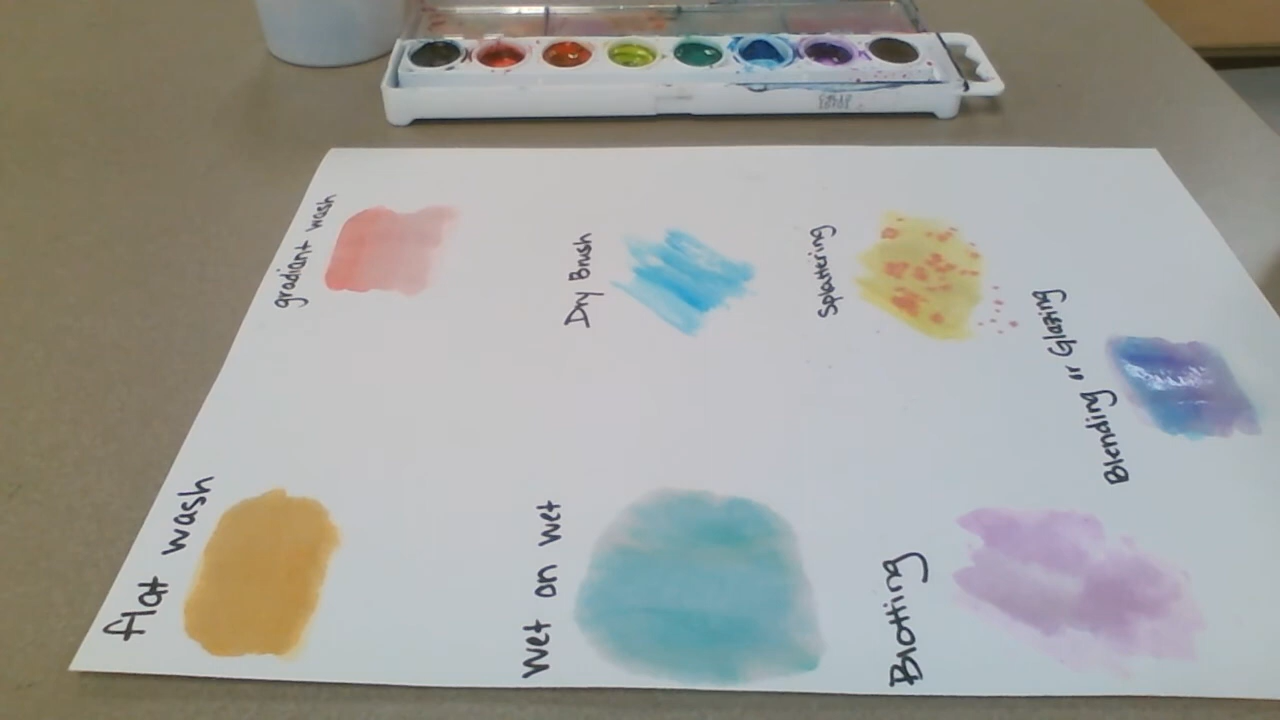 flat wash
gradiant wash
Wet on wet
Dry Brush
Blotting
Splattering
Blending or Glazing